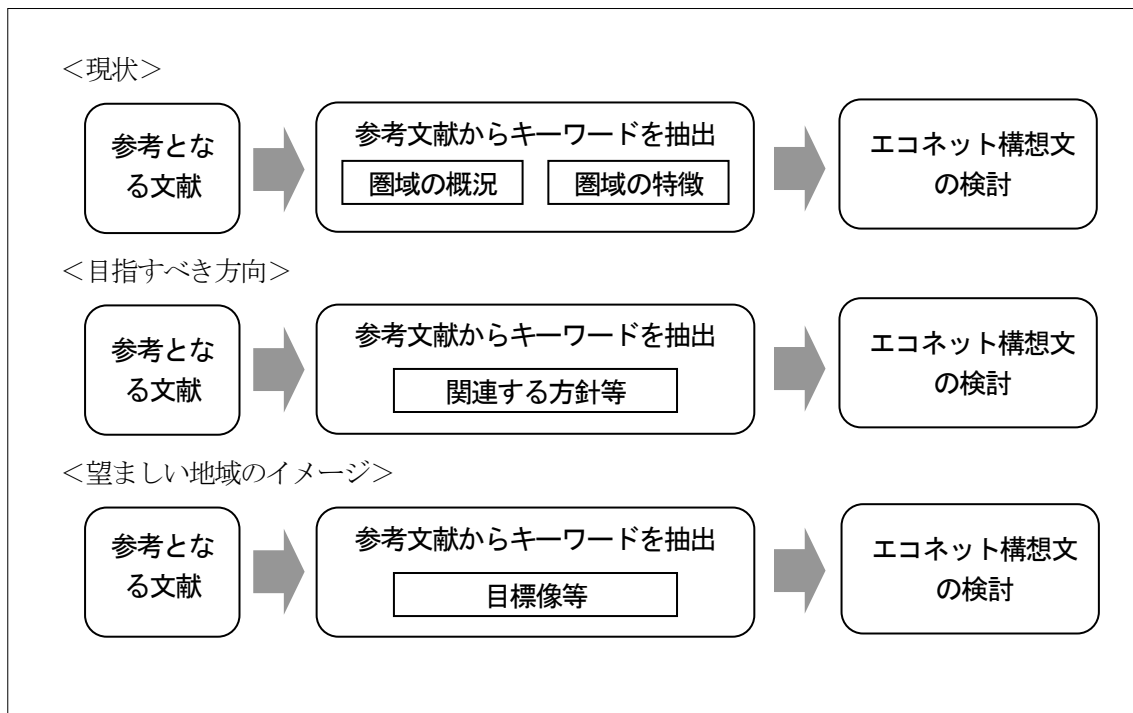 <現状>
参考とな
る文献
参考文献からキーワードを抽出
圏域の概況
圏域の特徴
エコネット構想文
の検討
<目指すべき方向>
参考とな
る文献
参考文献からキーワードを抽出
関連する方針等
エコネット構想文
の検討
<望ましい地域のイメージ>
参考とな
る文献
参考文献からキーワードを抽出
目標像等
エコネット構想文
の検討